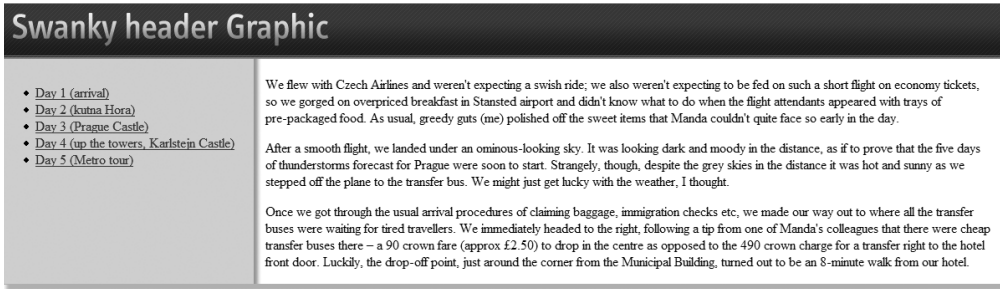 Swanky header Graphic
Day 1 (arrival)
Day 2 (kutna Hora)
Day 3 (Prague Castle)
Day 4 (up the towers, Karlstejn Castle)
Day 5 (Metro tour)
We flew with Czech Airlines and weren't expecting a swish ride; we also weren't expecting to be fed on such a short flight on economy tickets,
so we gorged on overpriced breakfast in Stansted airport and didn't know what to do when the flight attendants appeared with trays of
pre-packaged food. As usual, greedy guts (me) polished off the sweet items that Manda couldn't quite face so early in the day.
After a smooth flight, we landed under an ominous-looking sky. It was looking dark and moody in the distance, as if to prove that the five days
of thunderstorms forecast for Prague were soon to start. Strangely, though, despite the grey skies in the distance it was hot and sunny as we
stepped off the plane to the transfer bus. We might just get lucky with the weather, I thought.
Once we got through the usual arrival procedures of claiming baggage, immigration checks etc, we made our way out to where all the transfer
buses were waiting for tired travellers. We immediately headed to the right, following a tip from one of Manda's colleagues that there were cheap
transfer buses there – a 90 crown fare (approx £2.50) to drop in the centre as opposed to the 490 crown charge for a transfer right to the hotel
front door. Luckily, the drop-off point, just around the corner from the Municipal Building, turned out to be an 8-minute walk from our hotel.